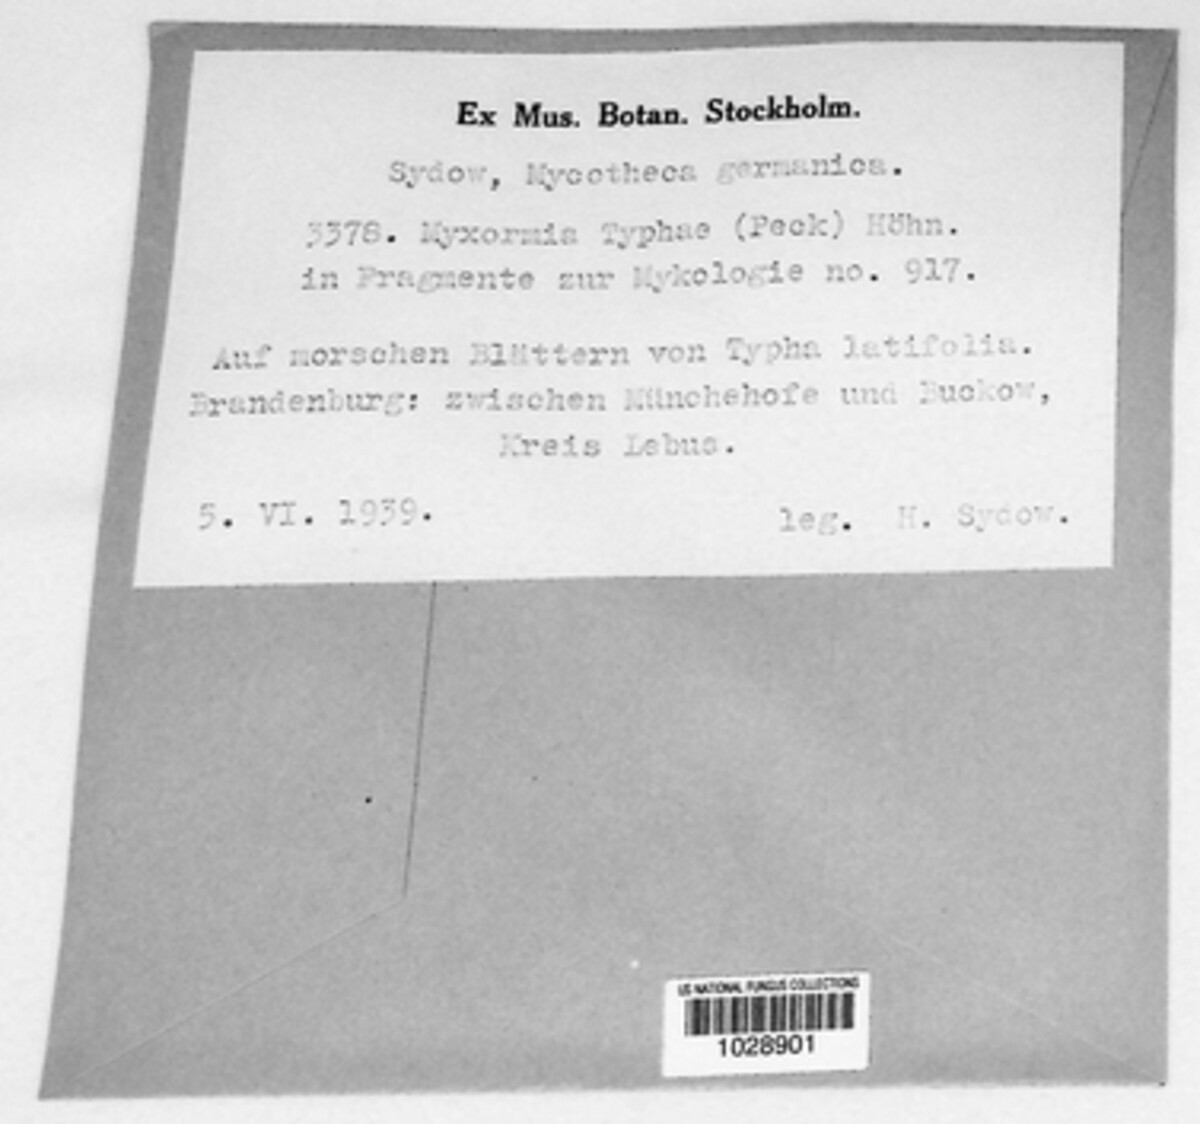 Ex Mus. Botan. Stockholm.
Sydow, Mycotheca germanica.
3378. Myxormia Typhae (Peck) Höhn.
in Fragmente zur Mykologie no. 917.
Auf morschen Blättern von Typha latifolia.
Brandenburg: zwischen Münchehofe und Buckow,
Kreis Lebus.
5. VI. 1939. leg. H. Sydow.
US NATIONAL FUNGUS COLLECTIONS
1028901